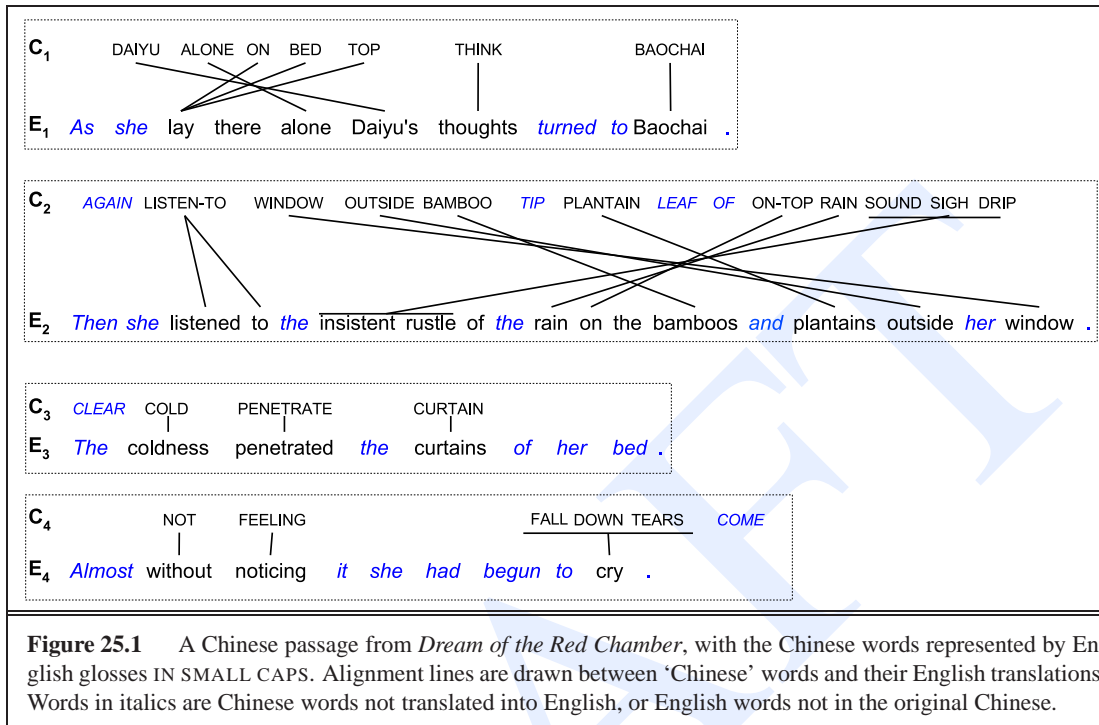 C1 DAIYU ALONE ON BED TOP THINK BAOCHAI
E1 As she lay there alone Daiyu's thoughts turned to Baochai .
C2 AGAIN LISTEN-TO WINDOW OUTSIDE BAMBOO TIP PLANTAIN LEAF OF ON-TOP RAIN SOUND SIGH DRIP
E2 Then she listened to the insistent rustle of the rain on the bamboos and plantains outside her window .
C3 CLEAR COLD PENETRATE CURTAIN
E3 The coldness penetrated the curtains of her bed .
C4 NOT FEELING FALL DOWN TEARS COME
E4 Almost without noticing it she had begun to cry .
Figure 25.1 A Chinese passage from Dream of the Red Chamber, with the Chinese words represented by En-
glish glosses IN SMALL CAPS. Alignment lines are drawn between 'Chinese' words and their English translations.
Words in italics are Chinese words not translated into English, or English words not in the original Chinese.